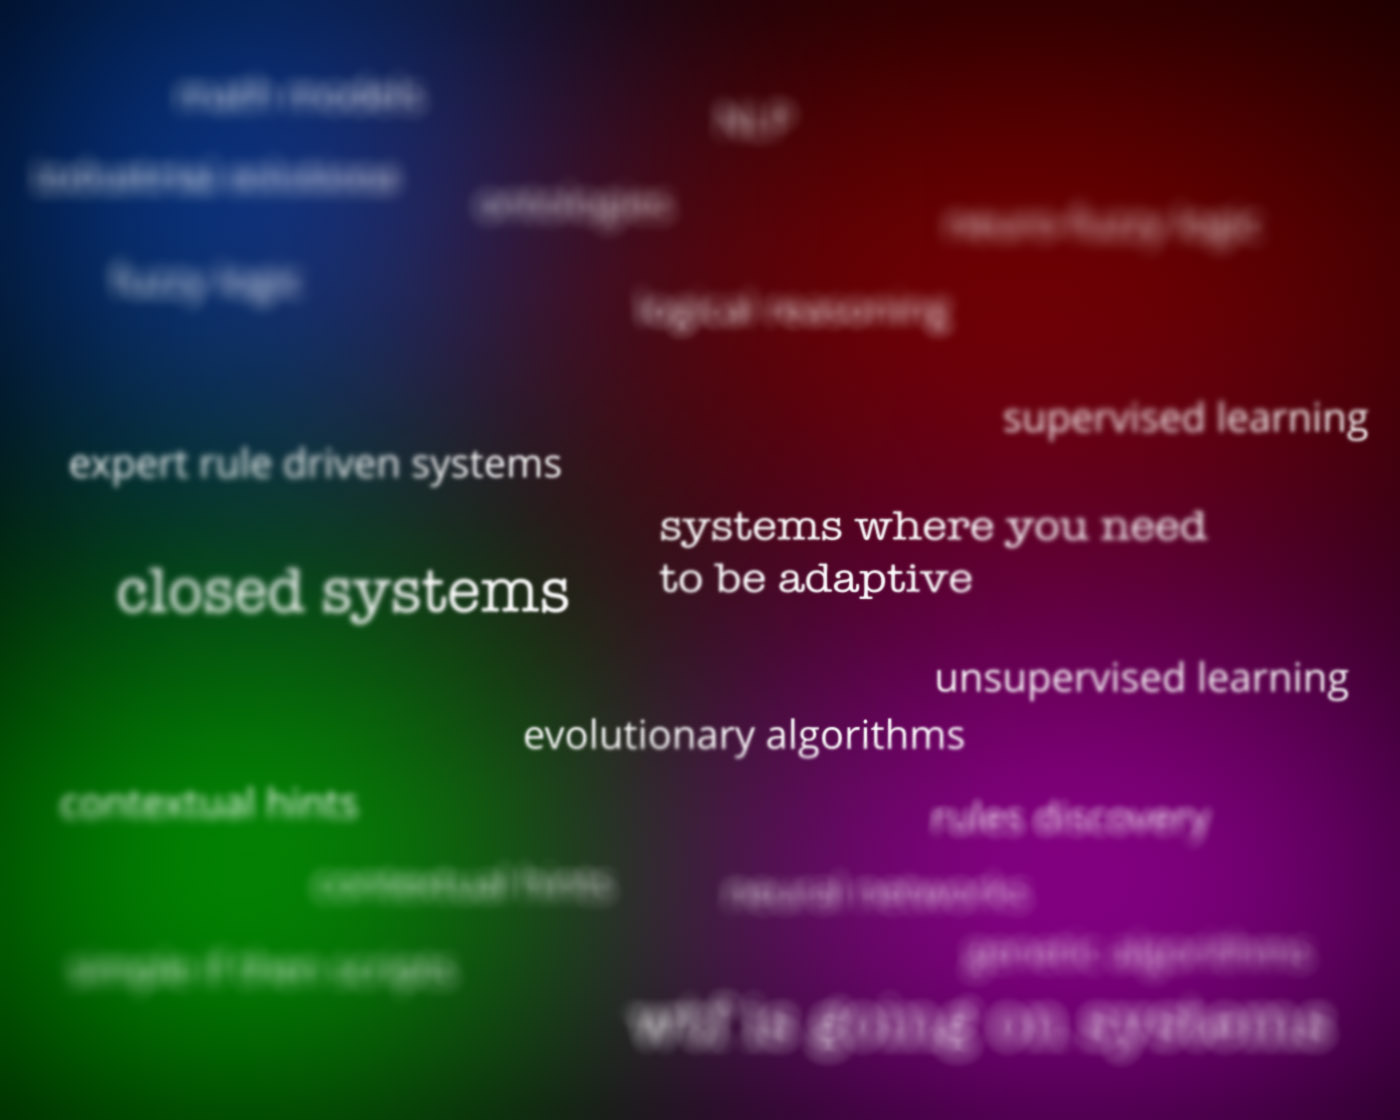 math models
NLP
industrial solutions
ontologies
neuro-fuzzy logic
fuzzy logic
logical reasoning
supervised learning
expert rule driven systems
systems where you need
to be adaptive
closed systems
unsupervised learning
evolutionary algorithms
contextual hints
rules discovery
contextual hints
neural networks
genetic algorithms
simple if then scripts
wtf is going on systems